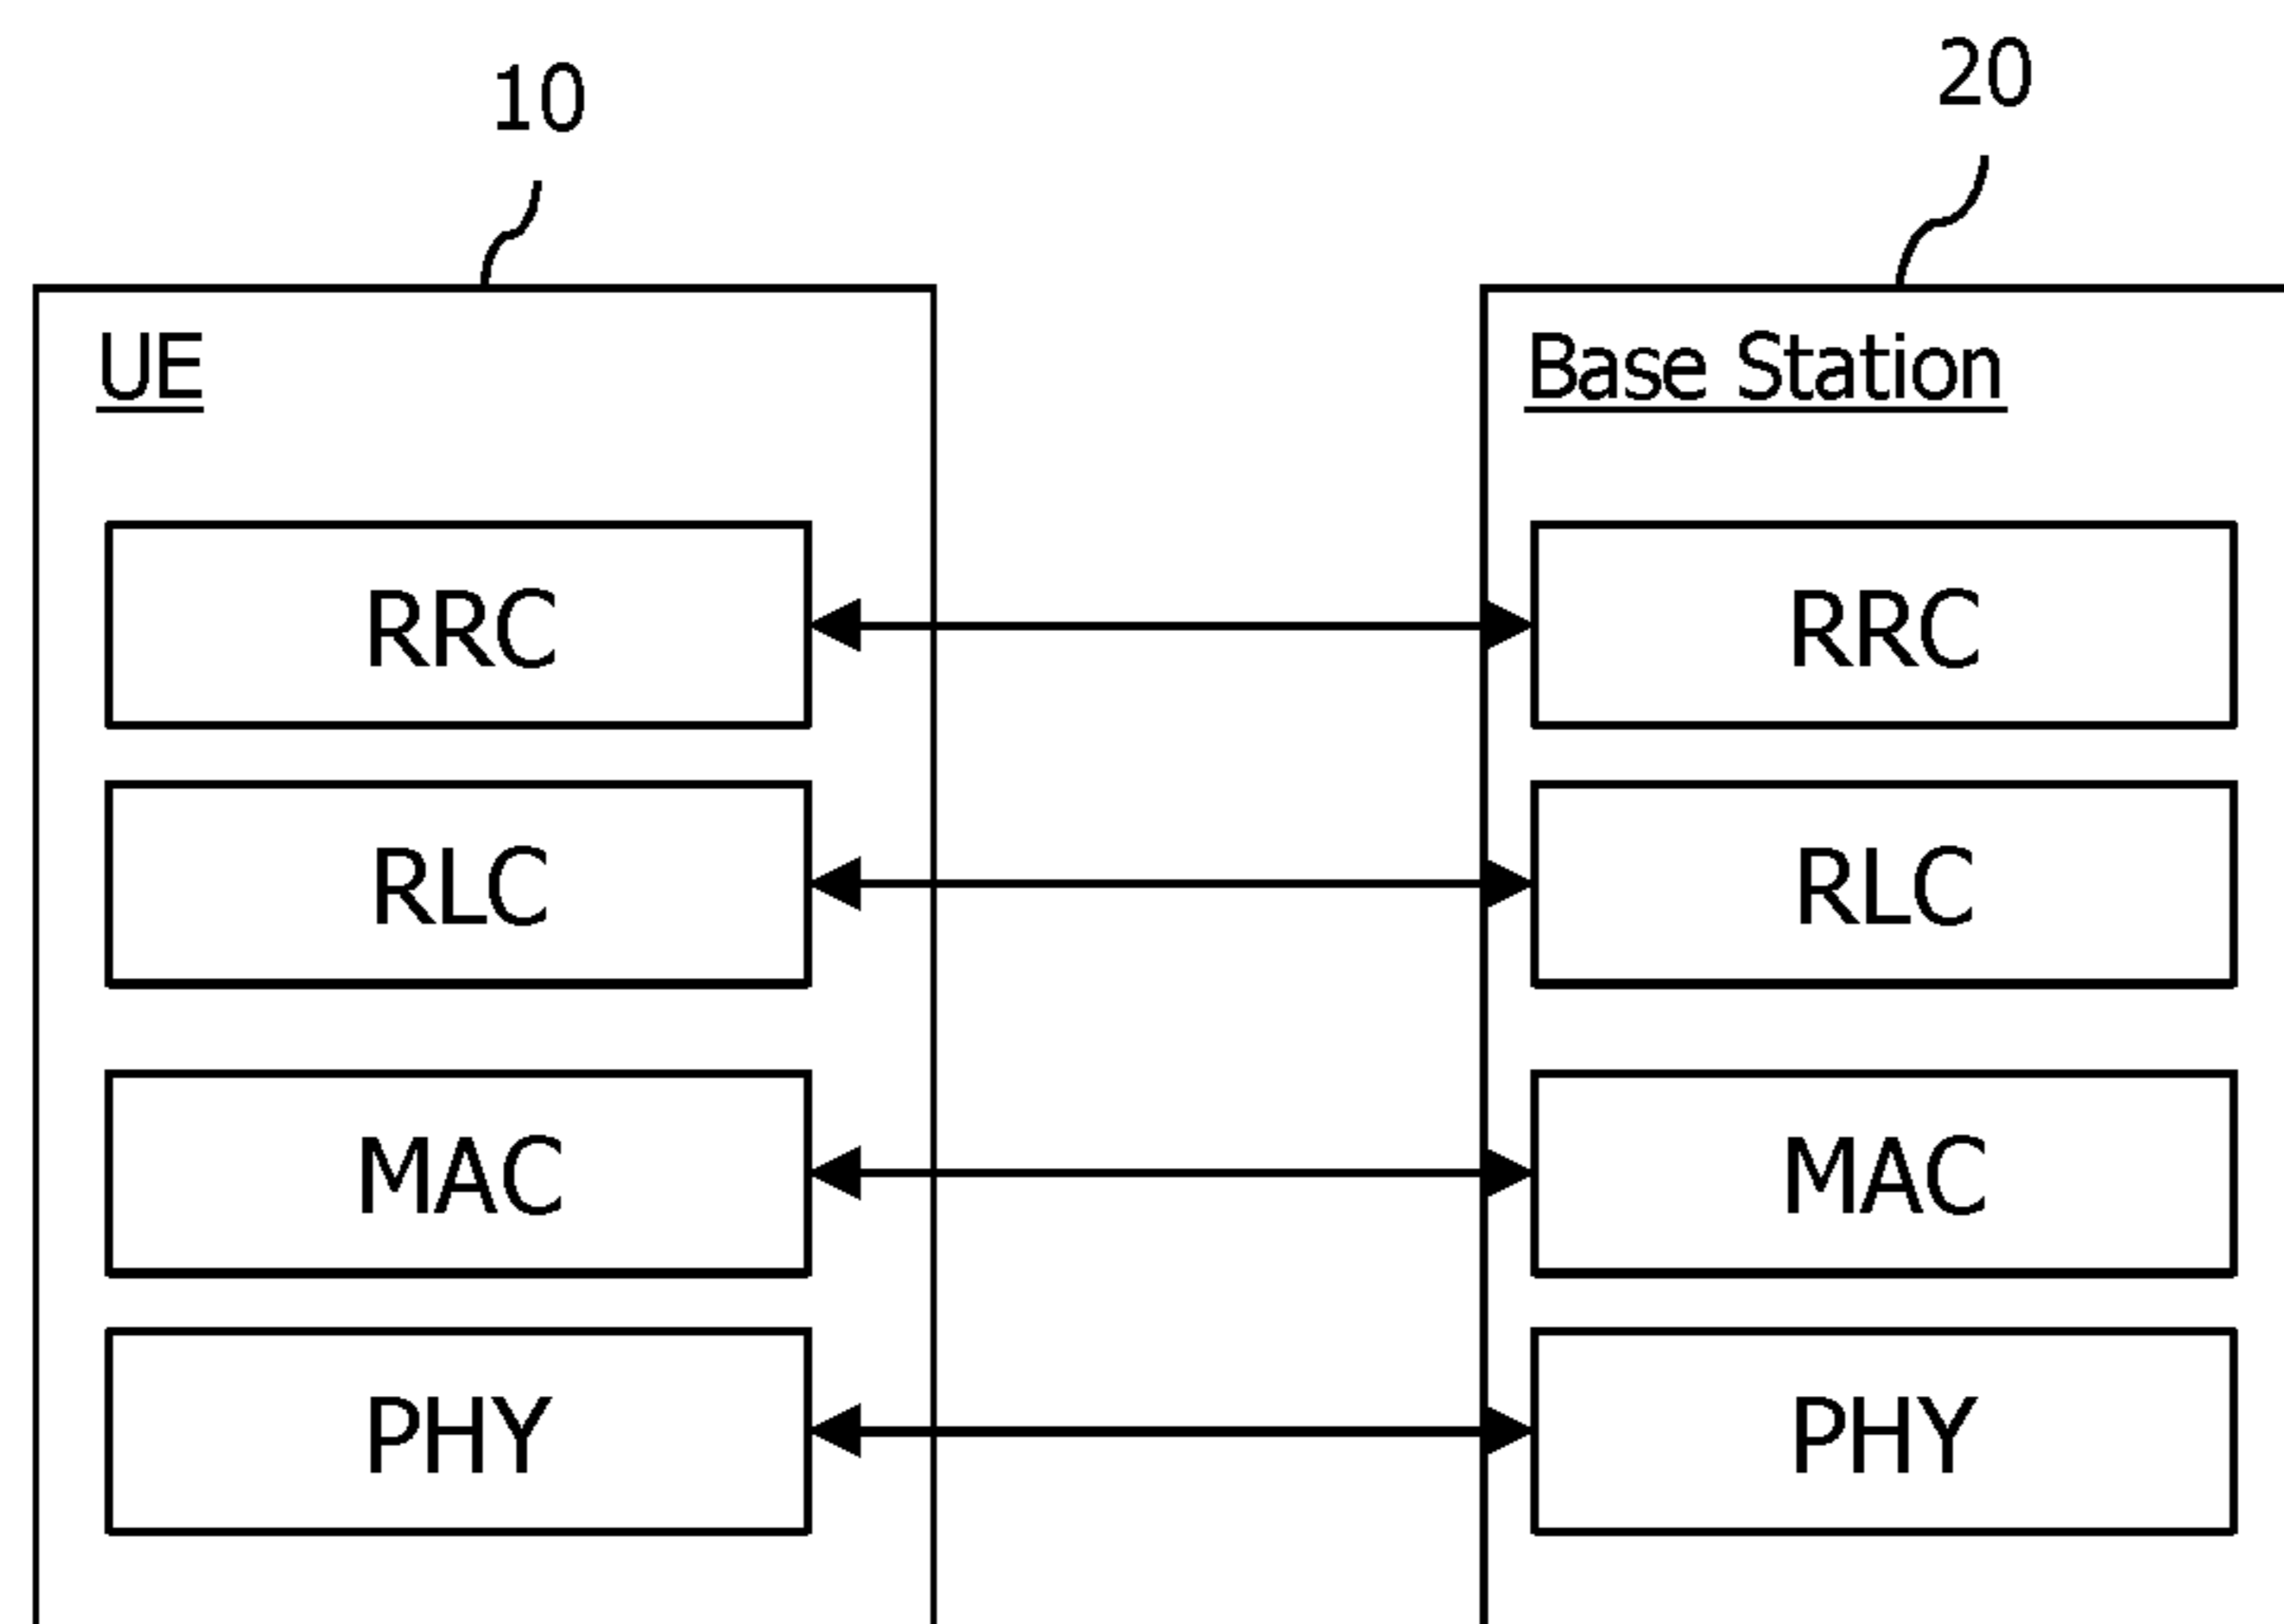 10
20
UE
Base Station
RRC
RRC
RLC
RLC
MAC
MAC
PHY
PHY